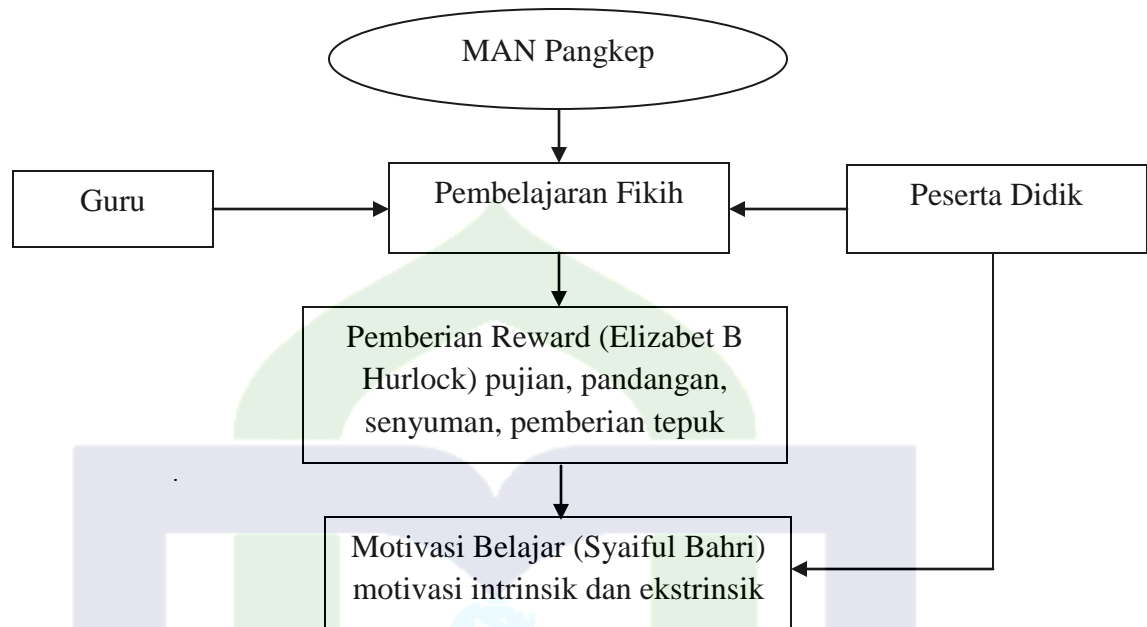 MAN Pangkep
Guru
Pembelajaran Fikih
Peserta Didik
Pemberian Reward (Elizabet B
Hurlock) pujian, pandangan,
senyuman, pemberian tepuk
Motivasi Belajar (Syaiful Bahri)
motivasi intrinsik dan ekstrinsik